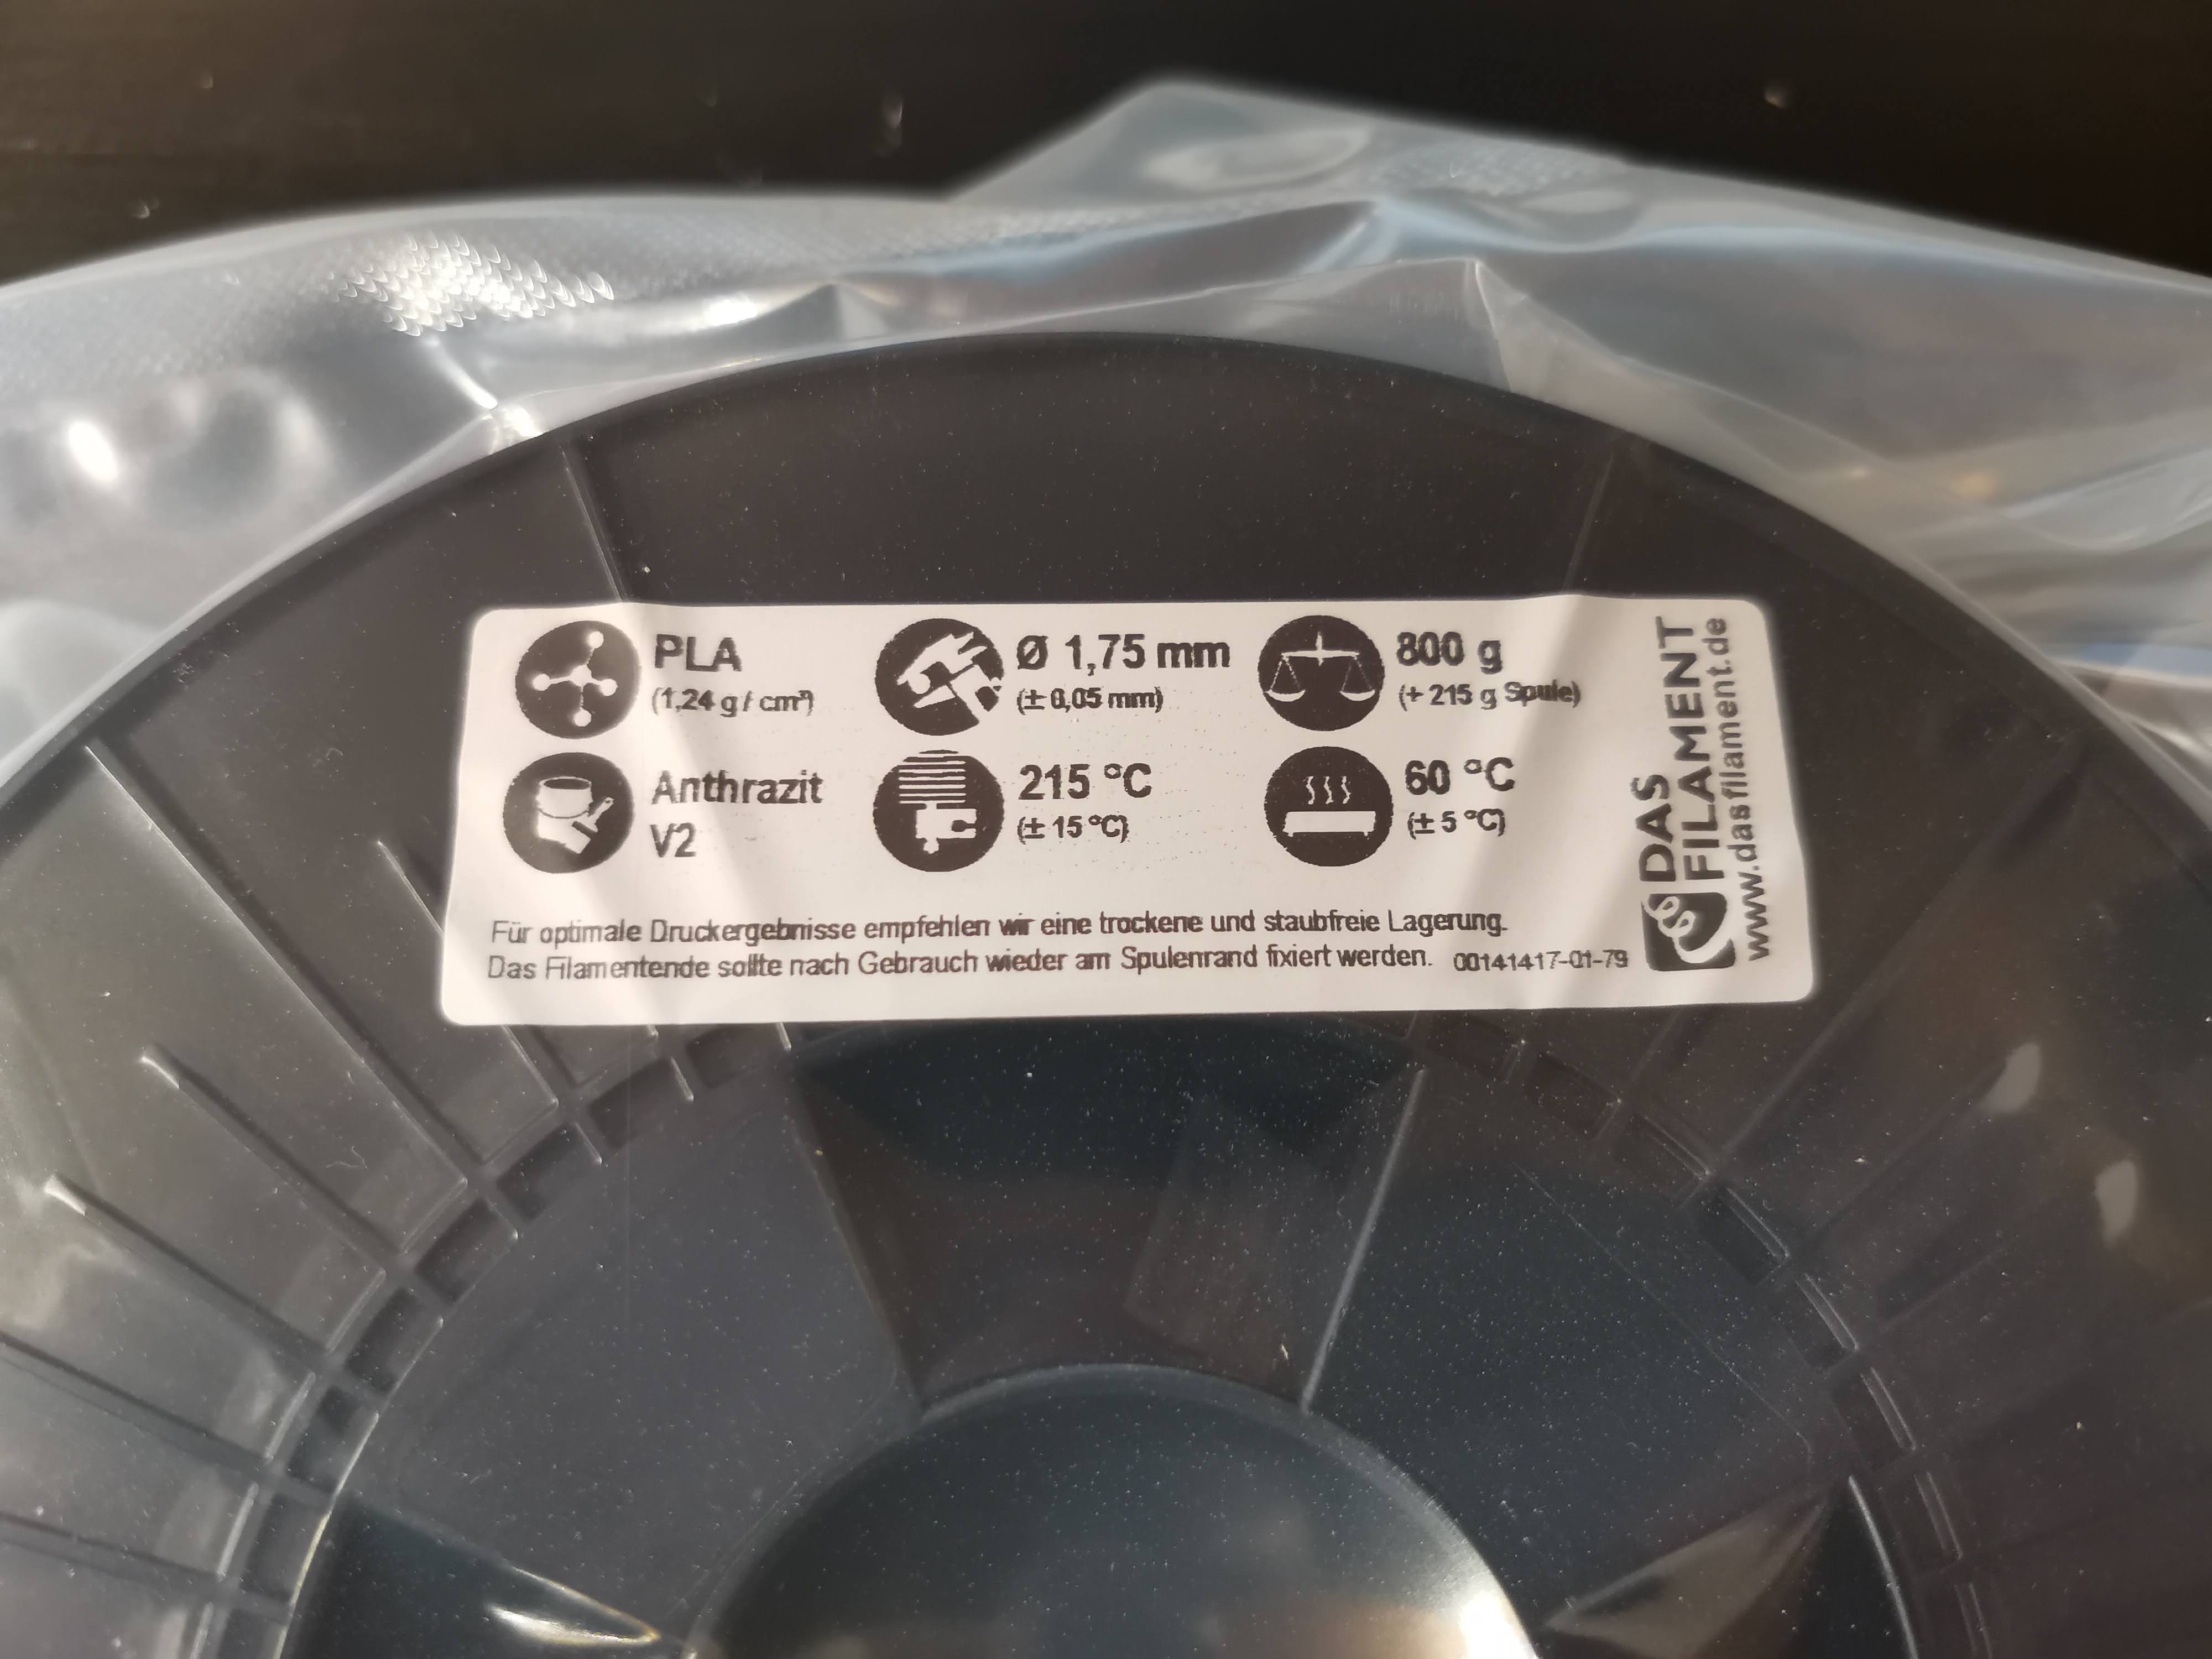 PLA
(1,24 g / cm³)
Ø 1,75 mm
(± 0,05 mm)
800 g
(+ 215 g Spule)
Anthrazit
V2
215 °C
(± 15 °C)
60 °C
(± 5 °C)
Für optimale Druckergebnisse empfehlen wir eine trockene und staubfreie Lagerung.
Das Filamentende sollte nach Gebrauch wieder am Spulenrand fixiert werden. 00141417-01-79
DAS
FILAMENT
www.dasfilament.de